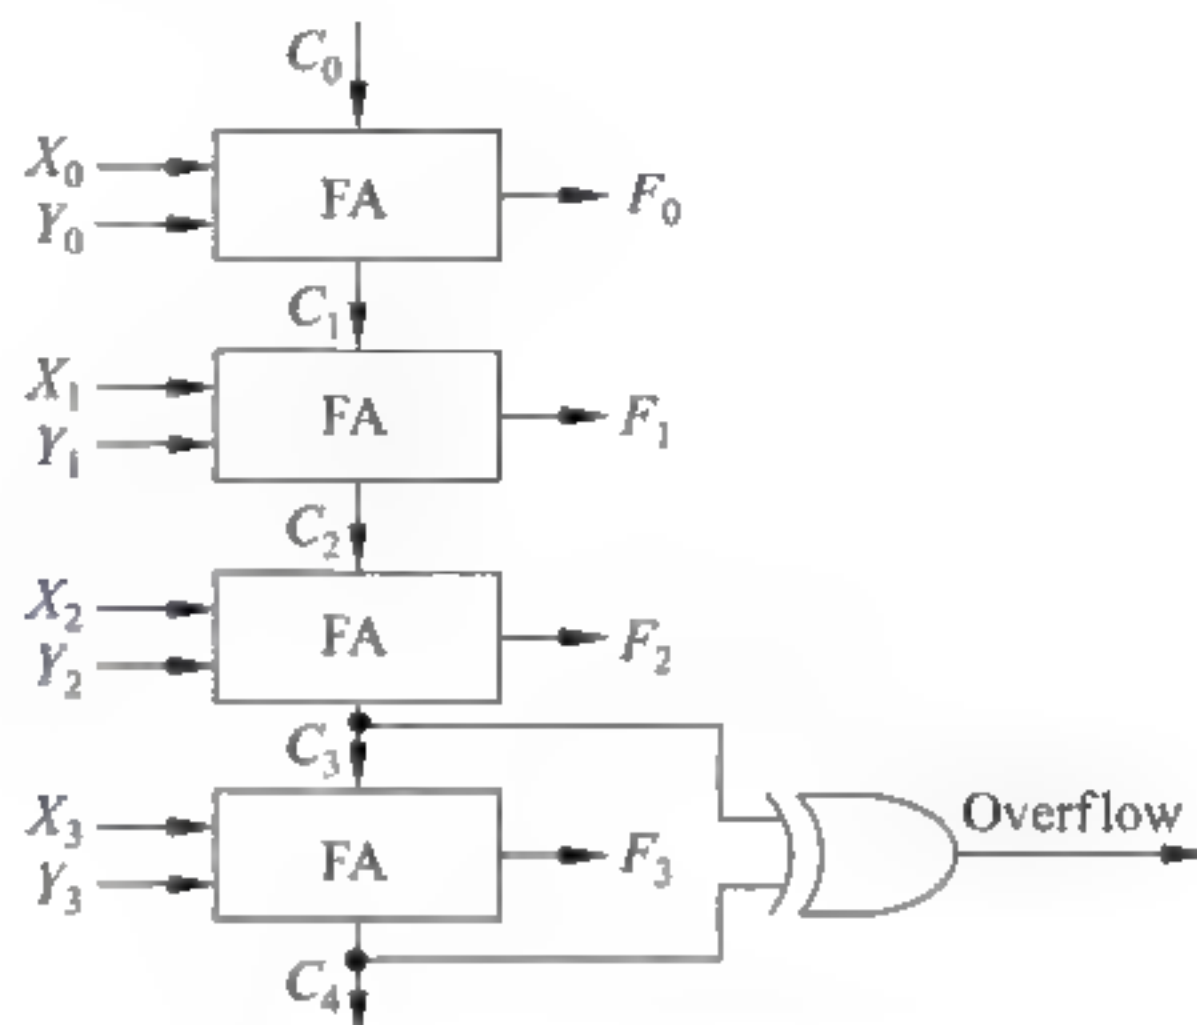 C₀
X₀
Y₀
FA
F₀
C₁
X₁
Y₁
FA
F₁
C₂
X₂
Y₂
FA
F₂
C₃
X₃
Y₃
FA
F₃
Overflow
C₄